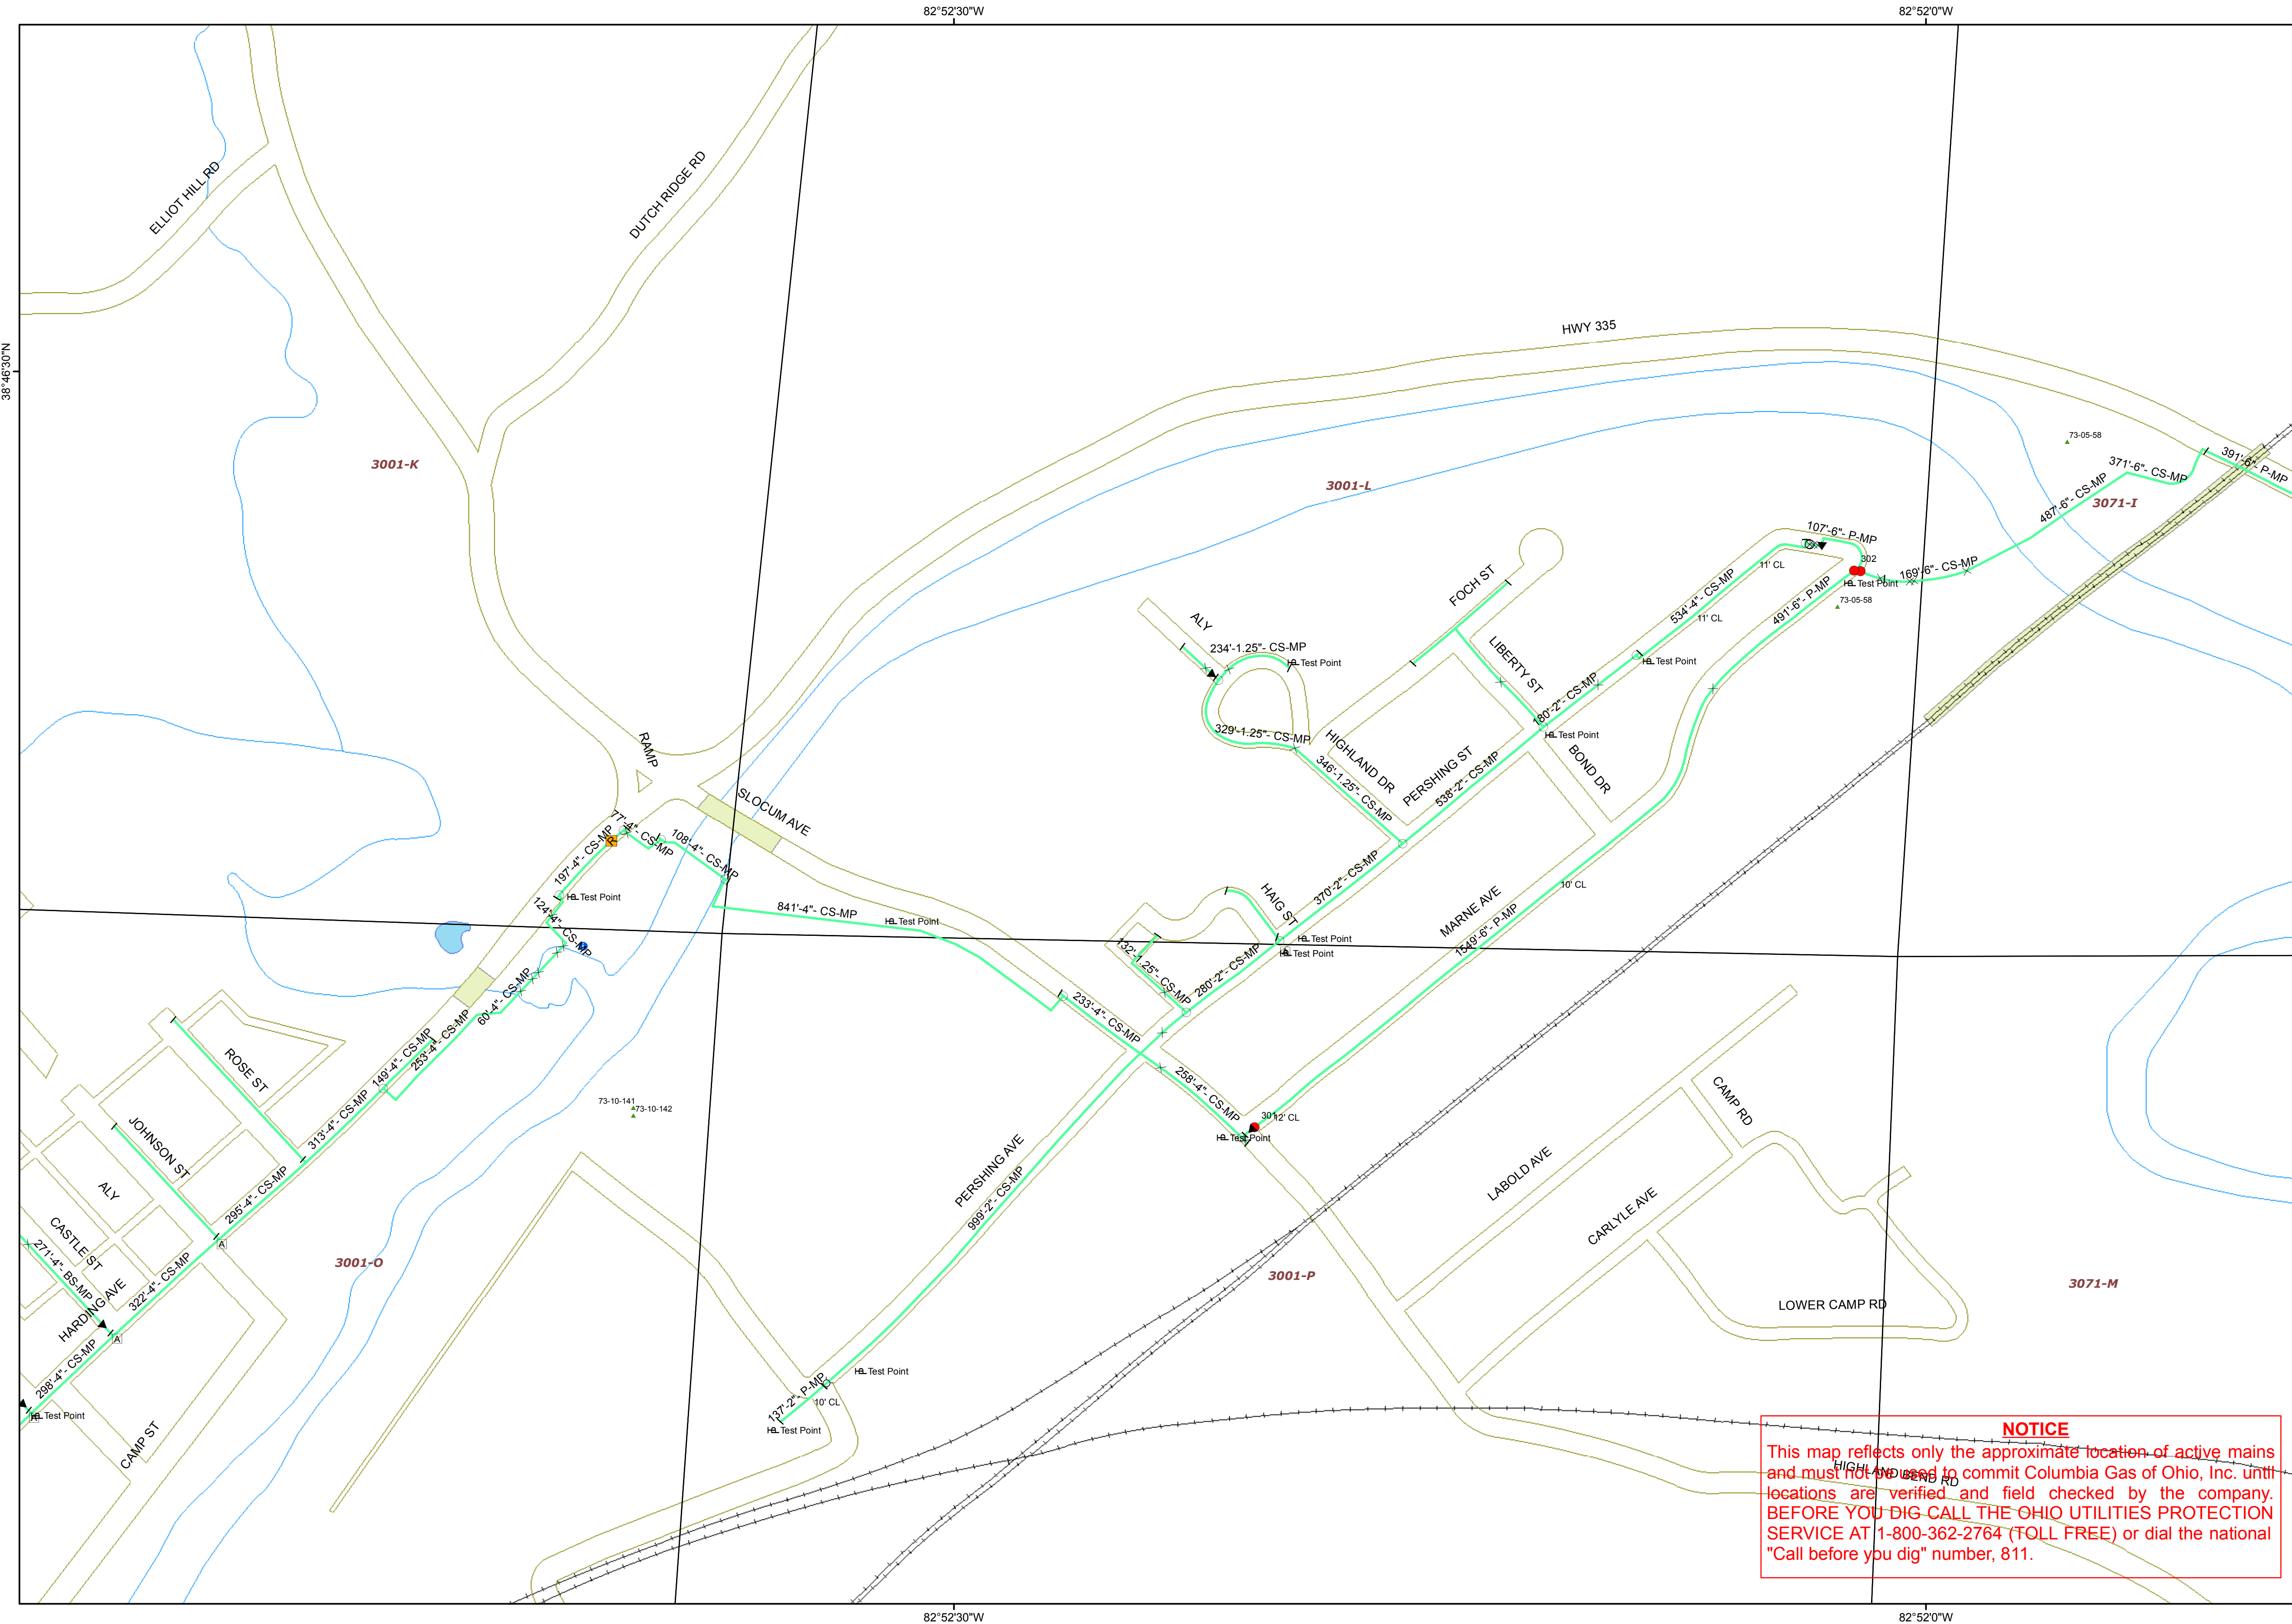 82°52'30"W
82°52'0"W
38°46'30"N
ELLIOT HILL RD
DUTCH RIDGE RD
HWY 335
3001-K
3001-L
73-05-58
371'-6"- CS-MP
391'-6"- P-MP
487'-6"- CS-MP
3071-I
107'-6"- P-MP
302
169'-6"- CS-MP
Test Point
73-05-58
11' CL
534'-4"- CS-MP
11' CL
491'-6"- P-MP
FOCH ST
ALY
234'-1.25"- CS-MP
Test Point
LIBERTY ST
Test Point
180'-2"- CS-MP
329'-1.25"- CS-MP
HIGHLAND DR
346'-1.25"- CS-MP
PERSHING ST
538'-2"- CS-MP
Test Point
BOND DR
RAMP
SLOCUM AVE
77'-4"- CS-MP
R
108'-4"- CS-MP
197'-4"- CS-MP
Test Point
124'-4"- CS-MP
841'-4"- CS-MP
Test Point
HAIG ST
370'-2"- CS-MP
10' CL
MARNE AVE
1549'-6"- P-MP
Test Point
Test Point
132'-1.25"- CS-MP
280'-2"- CS-MP
60'-4"- CS-MP
253'-4"- CS-MP
149'-4"- CS-MP
233'-4"- CS-MP
258'-4"- CS-MP
ROSE ST
313'-4"- CS-MP
73-10-141
73-10-142
301
12' CL
Test Point
CAMP RD
JOHNSON ST
ALY
295'-4"- CS-MP
A
PERSHING AVE
999'-2"- CS-MP
LABOLD AVE
CARLYLE AVE
CASTLE ST
271'-4"- BS-MP
HARDING AVE
322'-4"- CS-MP
A
3001-O
3001-P
3071-M
LOWER CAMP RD
298'-4"- CS-MP
Test Point
CAMP ST
Test Point
137'-2"- P-MP
10' CL
Test Point
HIGHLAND BEND RD
NOTICE
This map reflects only the approximate location of active mains
and must not be used to commit Columbia Gas of Ohio, Inc. until
locations are verified and field checked by the company.
BEFORE YOU DIG CALL THE OHIO UTILITIES PROTECTION
SERVICE AT 1-800-362-2764 (TOLL FREE) or dial the national
"Call before you dig" number, 811.
82°52'30"W
82°52'0"W